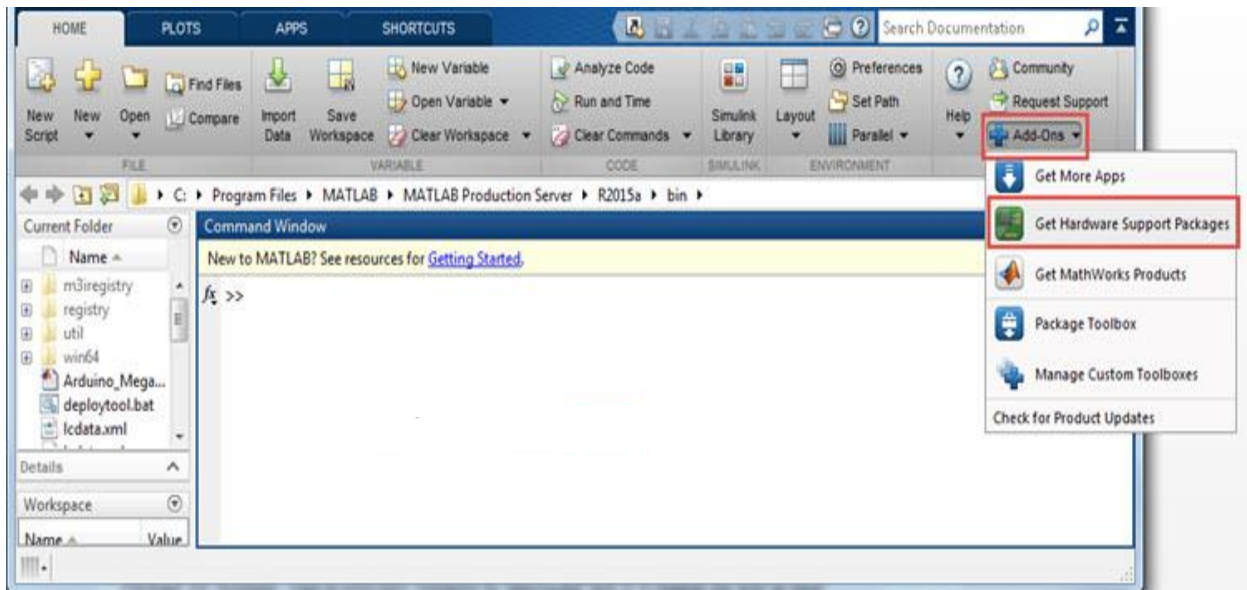 HOME PLOTS APPS SHORTCUTS Search Documentation
New Script
New
Open
Find Files
Compare
Import Data
Save Workspace
New Variable
Open Variable
Clear Workspace
Analyze Code
Run and Time
Clear Commands
Simulink Library
Layout
Preferences
Set Path
Parallel
Help
Community
Request Support
Add-Ons
FILE VARIABLE CODE SIMULINK ENVIRONMENT
Get More Apps
Get Hardware Support Packages
Get MathWorks Products
Package Toolbox
Manage Custom Toolboxes
Check for Product Updates
C: Program Files MATLAB MATLAB Production Server R2015a bin
Current Folder
Name
m3iregistry
registry
util
win64
Arduino_Mega...
deploytool.bat
lcdata.xml
Details
Workspace
Name Value
Command Window
New to MATLAB? See resources for Getting Started.
fx >>